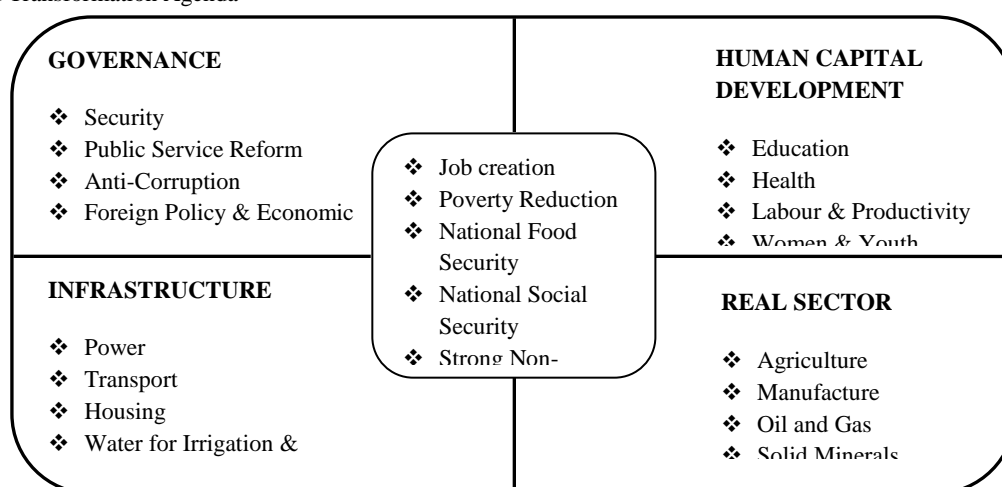 Transformation Agenda
GOVERNANCE
❖ Security
❖ Public Service Reform
❖ Anti-Corruption
❖ Foreign Policy & Economic
HUMAN CAPITAL
DEVELOPMENT
❖ Education
❖ Health
❖ Labour & Productivity
❖ Women & Youth
❖ Job creation
❖ Poverty Reduction
❖ National Food
Security
❖ National Social
Security
❖ Strong Non-
INFRASTRUCTURE
❖ Power
❖ Transport
❖ Housing
❖ Water for Irrigation &
REAL SECTOR
❖ Agriculture
❖ Manufacture
❖ Oil and Gas
❖ Solid Minerals